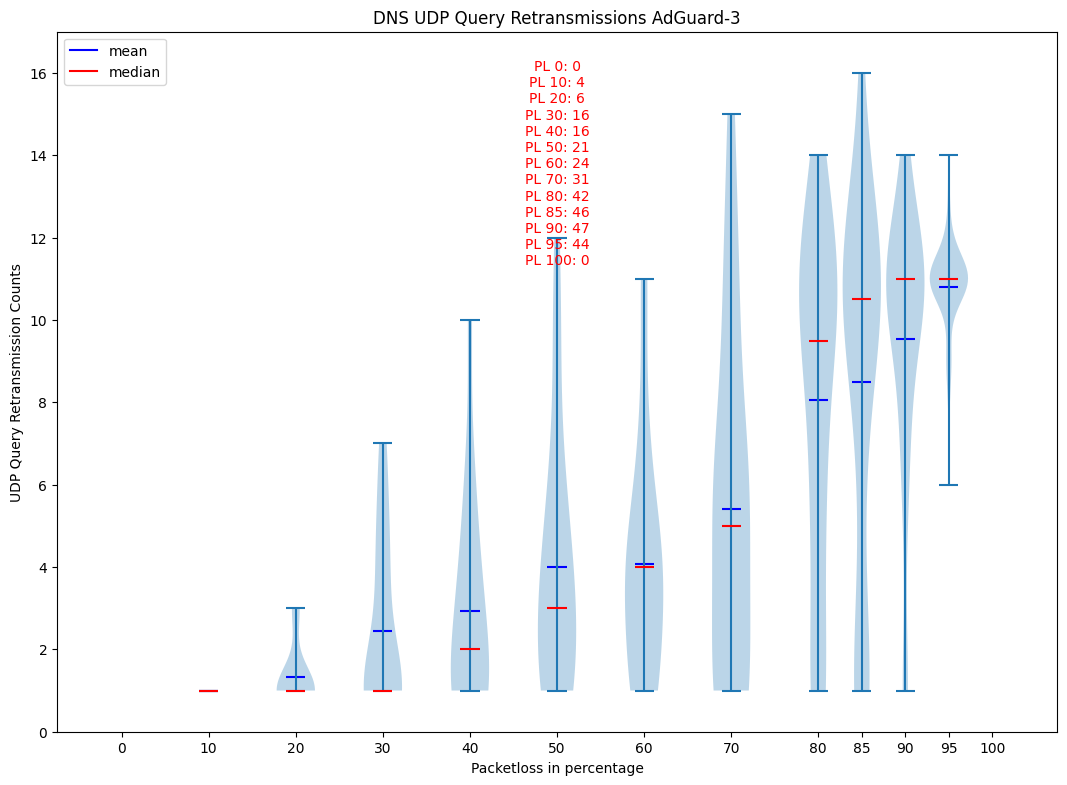 DNS UDP Query Retransmissions AdGuard-3
mean
median
PL 0: 0
PL 10: 4
PL 20: 6
PL 30: 16
PL 40: 16
PL 50: 21
PL 60: 24
PL 70: 31
PL 80: 42
PL 85: 46
PL 90: 47
PL 95: 44
PL 100: 0
UDP Query Retransmission Counts
16
14
12
10
8
6
4
2
0
0 10 20 30 40 50 60 70 80 85 90 95 100
Packetloss in percentage